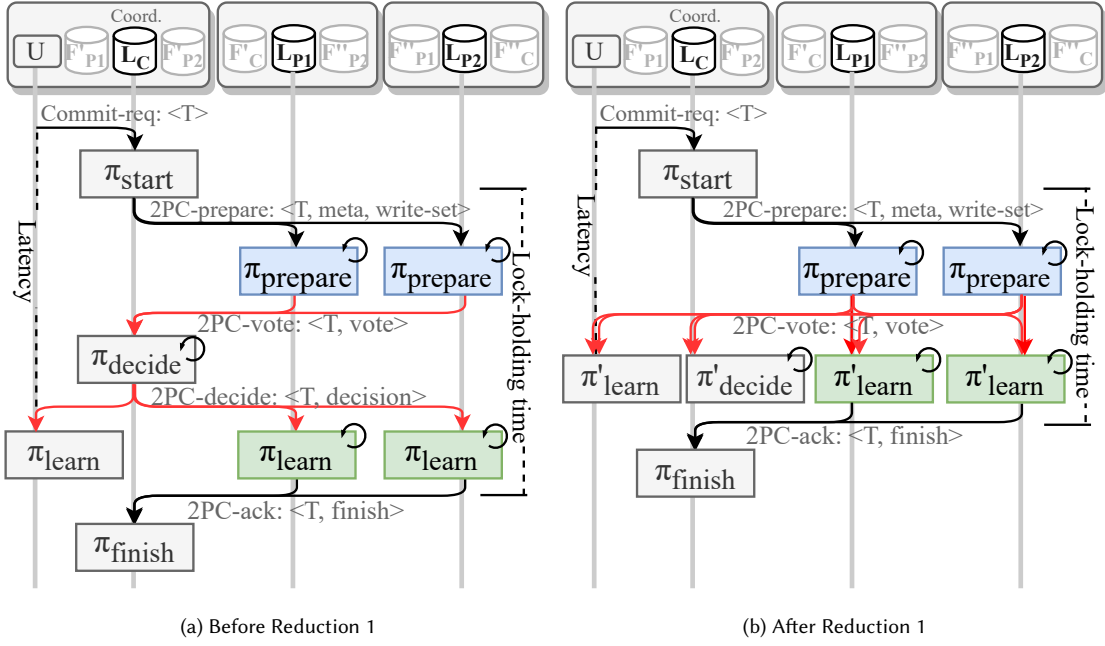 Coord.
U F'P1 LC F'P2 F'C LP1 F''P2 F''P1 LP2 F''C
Commit-req: <T>
πstart
2PC-prepare: <T, meta, write-set>
Latency
πprepare πprepare
Lock-holding time
2PC-vote: <T, vote>
πdecide
2PC-decide: <T, decision>
πlearn πlearn πlearn
2PC-ack: <T, finish>
πfinish
(a) Before Reduction 1
Coord.
U F'P1 LC F'P2 F'C LP1 F''P2 F''P1 LP2 F''C
Commit-req: <T>
πstart
2PC-prepare: <T, meta, write-set>
Latency
πprepare πprepare
Lock-holding time
2PC-vote: <T, vote>
π'learn π'decide π'learn π'learn
2PC-ack: <T, finish>
πfinish
(b) After Reduction 1